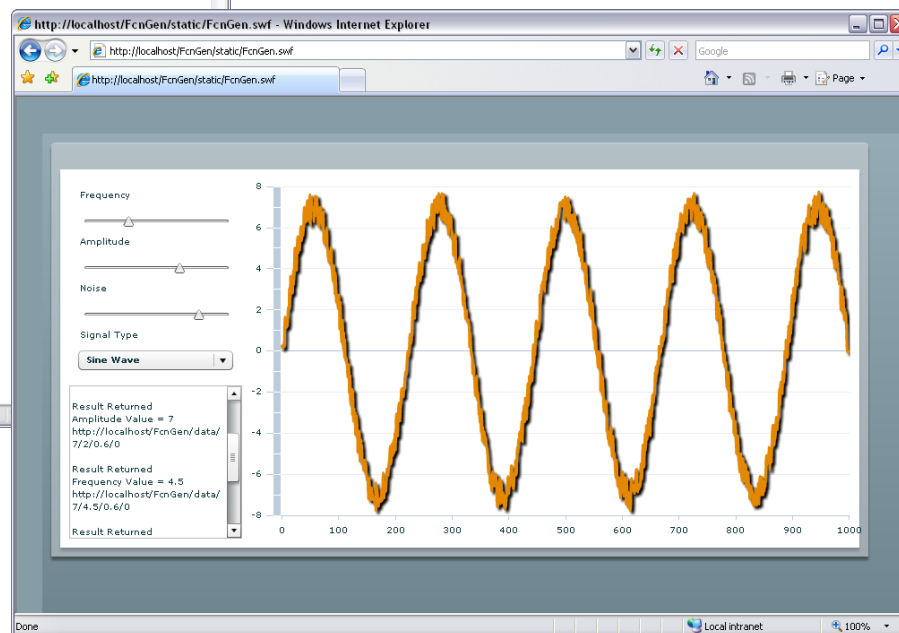 http://localhost/FcnGen/static/FcnGen.swf - Windows Internet Explorer
http://localhost/FcnGen/static/FcnGen.swf
Google
http://localhost/FcnGen/static/FcnGen.swf
Page
Frequency
Amplitude
Noise
Signal Type
Sine Wave
Result Returned
Amplitude Value = 7
http://localhost/FcnGen/data/
7/2/0.6/0
Result Returned
Frequency Value = 4.5
http://localhost/FcnGen/data/
7/4.5/0.6/0
Result Returned
8
6
4
2
0
-2
-4
-6
-8
0 100 200 300 400 500 600 700 800 900 1000
Done
Local intranet
100%